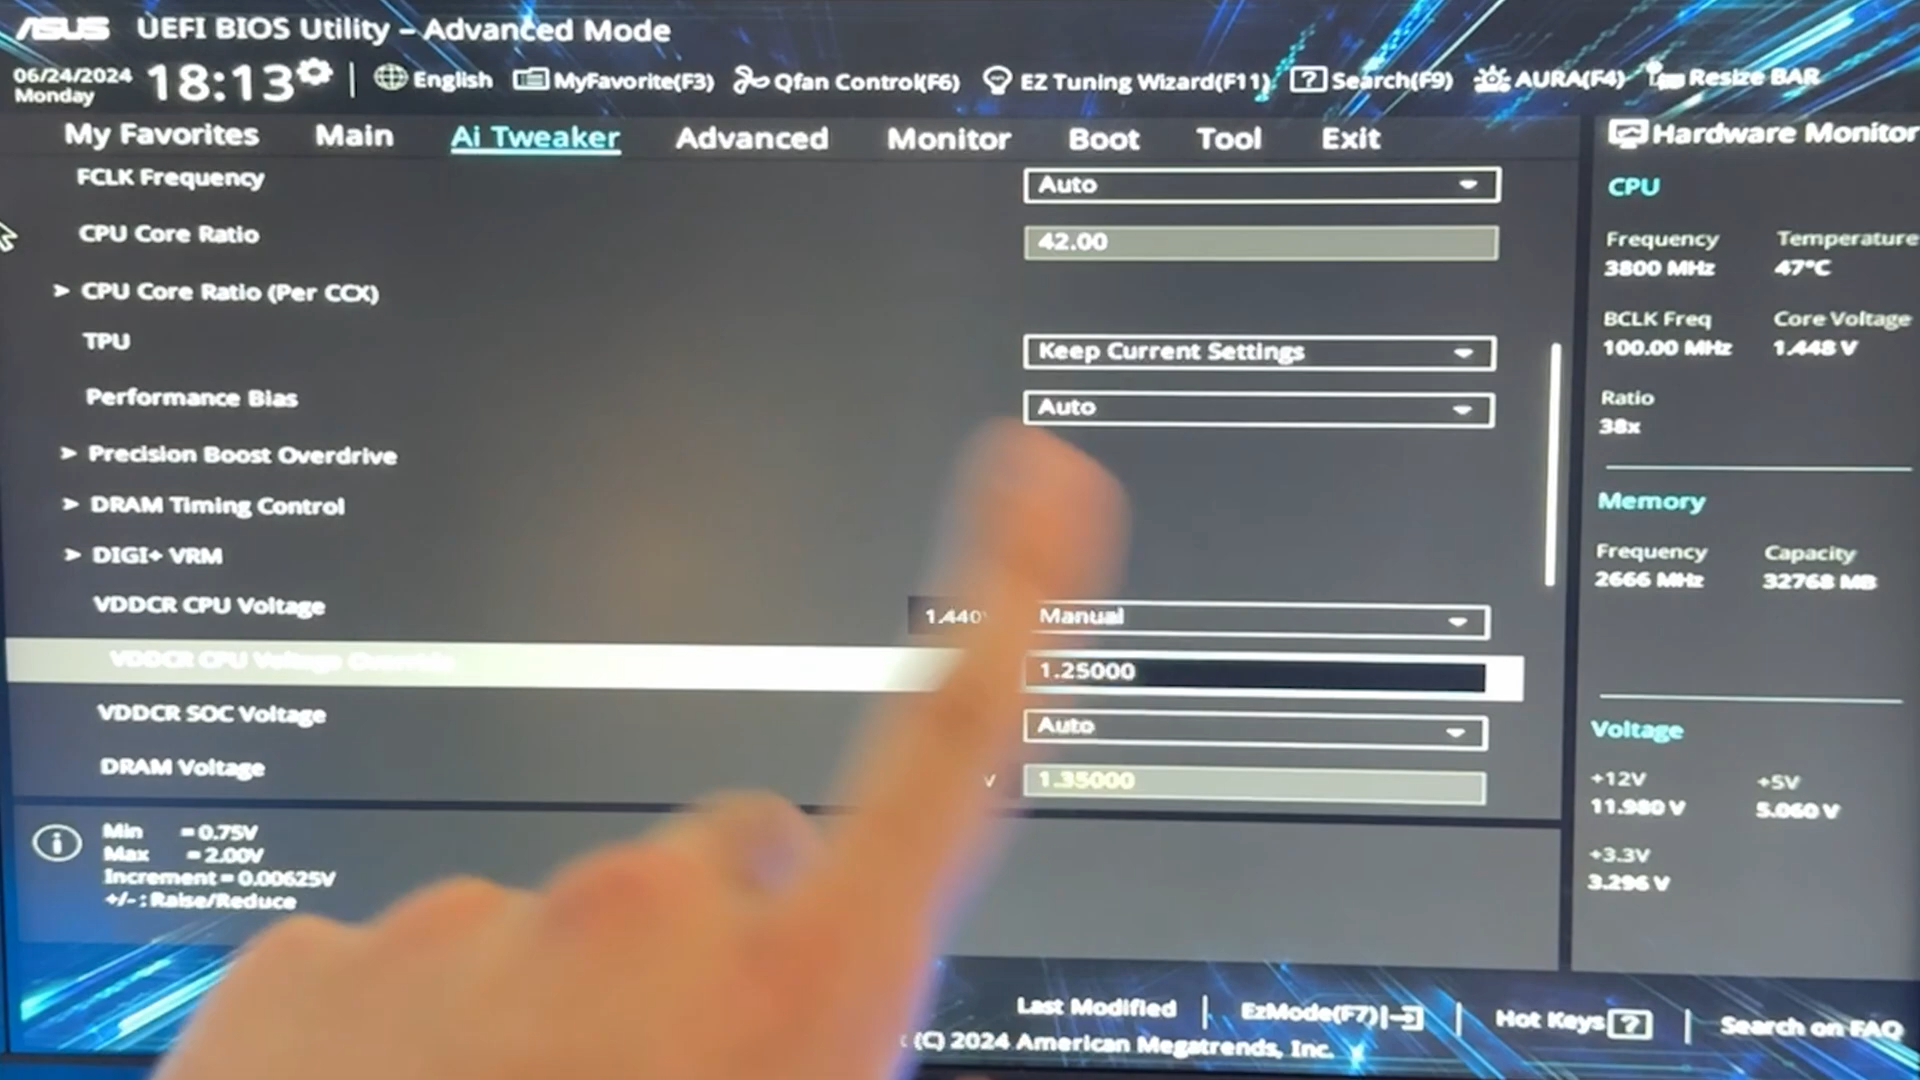 ASUS UEFI BIOS Utility – Advanced Mode
06/24/2024
Monday
18:13
English MyFavorite(F3) Qfan Control(F6) EZ Tuning Wizard(F11) Search(F9) AURA(F4) Resize BAR
My Favorites Main Ai Tweaker Advanced Monitor Boot Tool Exit
FCLK Frequency Auto
CPU Core Ratio 42.00
> CPU Core Ratio (Per CCX)
TPU Keep Current Settings
Performance Bias Auto
> Precision Boost Overdrive
> DRAM Timing Control
> DIGI+ VRM
VDDCR CPU Voltage 1.440 Manual
VDDCR CPU Voltage Override 1.25000
VDDCR SOC Voltage Auto
DRAM Voltage V 1.35000
Min = 0.75V
Max = 2.00V
Increment = 0.00625V
+/- : Raise/Reduce
Hardware Monitor
CPU
Frequency Temperature
3800 MHz 47°C
BCLK Freq Core Voltage
100.00 MHz 1.448 V
Ratio
38x
Memory
Frequency Capacity
2666 MHz 32768 MB
Voltage
+12V +5V
11.980 V 5.060 V
+3.3V
3.296 V
Last Modified EzMode(F7) Hot Keys ? Search on FAQ
(C) 2024 American Megatrends, Inc.